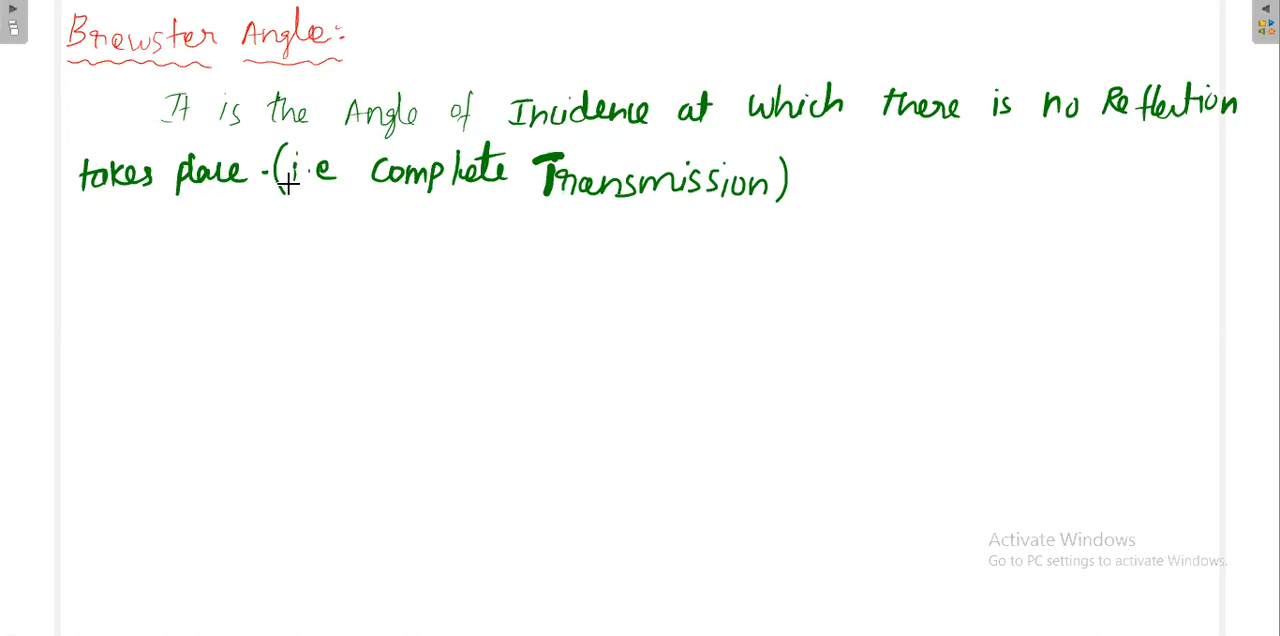 Brewster Angle:-
It is the Angle of Incidence at which there is no Reflection
takes place. (i.e complete Transmission)
Activate Windows
Go to PC settings to activate Windows.